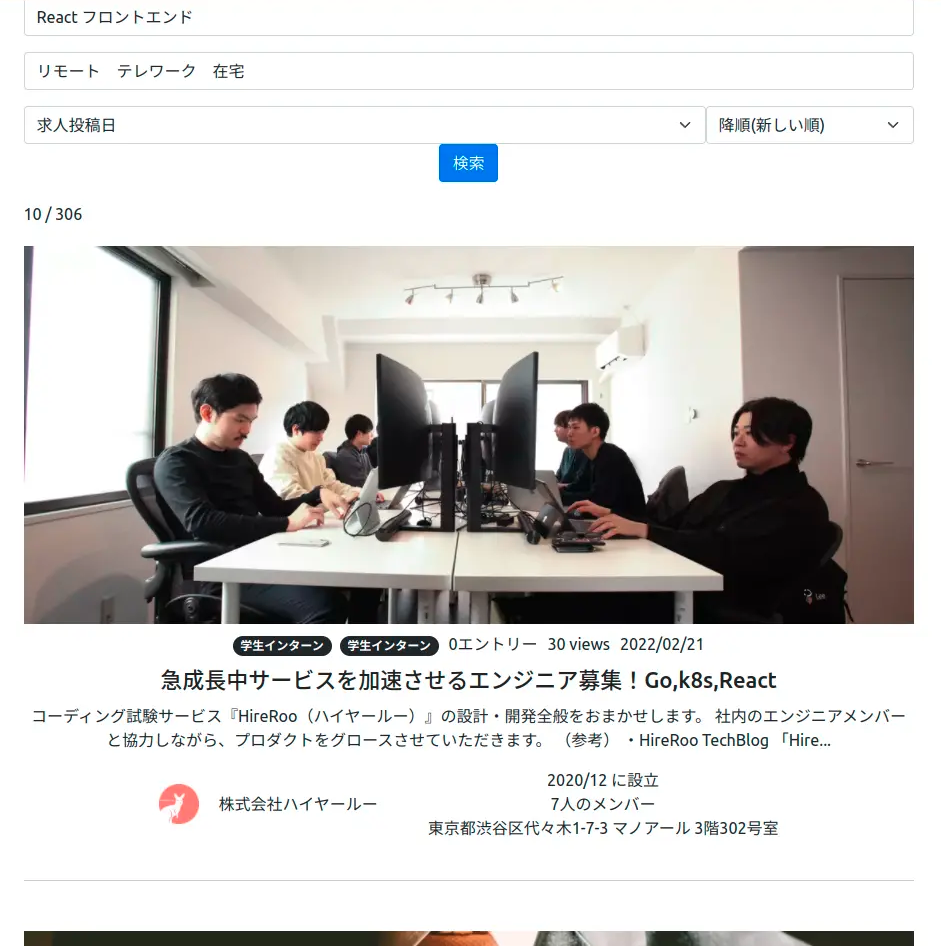 React フロントエンド
リモート　テレワーク　在宅
求人投稿日
降順(新しい順)
検索
10 / 306
学生インターン 学生インターン 0エントリー 30 views 2022/02/21
急成長中サービスを加速させるエンジニア募集！Go,k8s,React
コーディング試験サービス『HireRoo（ハイヤールー）』の設計・開発全般をおまかせします。 社内のエンジニアメンバー
と協力しながら、プロダクトをグロースさせていただきます。 （参考） ・HireRoo TechBlog 「Hire...
株式会社ハイヤールー
2020/12 に設立
7人のメンバー
東京都渋谷区代々木1-7-3 マノアール 3階302号室